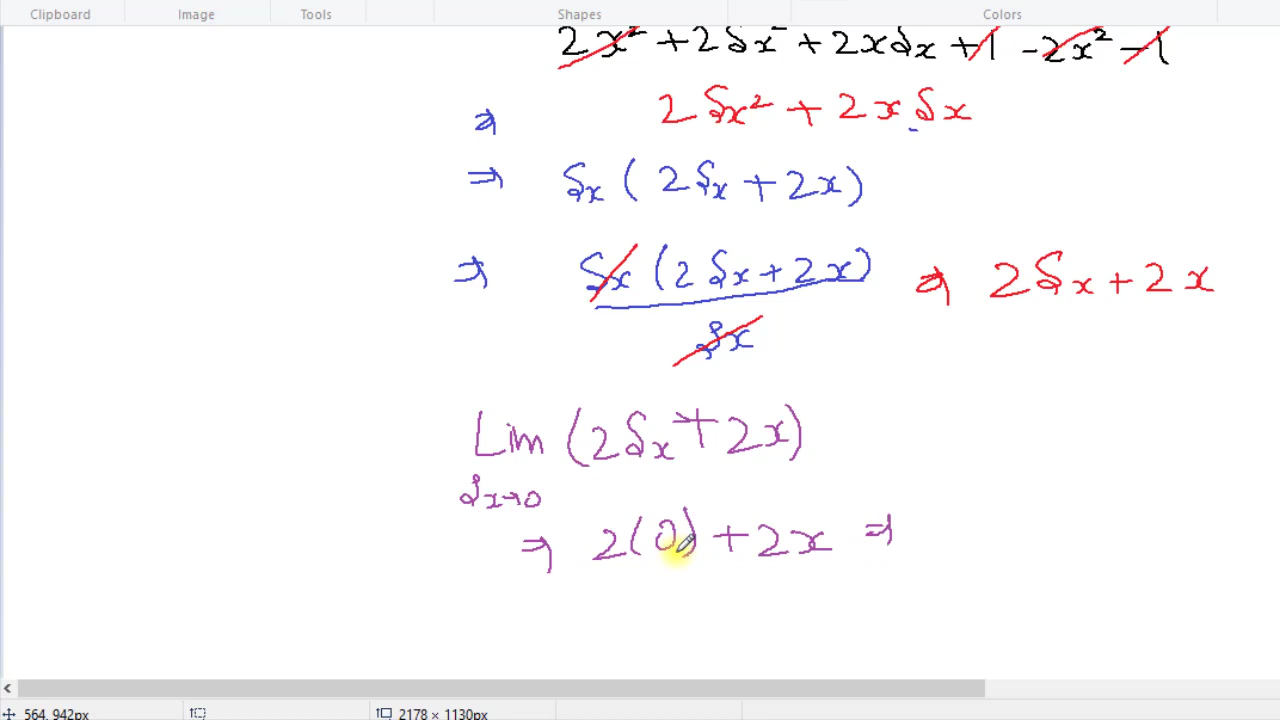 Clipboard Image Tools Shapes Colors
2x² + 2δx² + 2xδx + 1 - 2x² - 1
⇒ 2δx² + 2xδx
⇒ δx (2δx + 2x)
⇒ δx (2δx + 2x) ⇒ 2δx + 2x
δx
Lim (2δx + 2x)
δx→0
⇒ 2(0) + 2x ⇒
564, 942px 2178 × 1130px